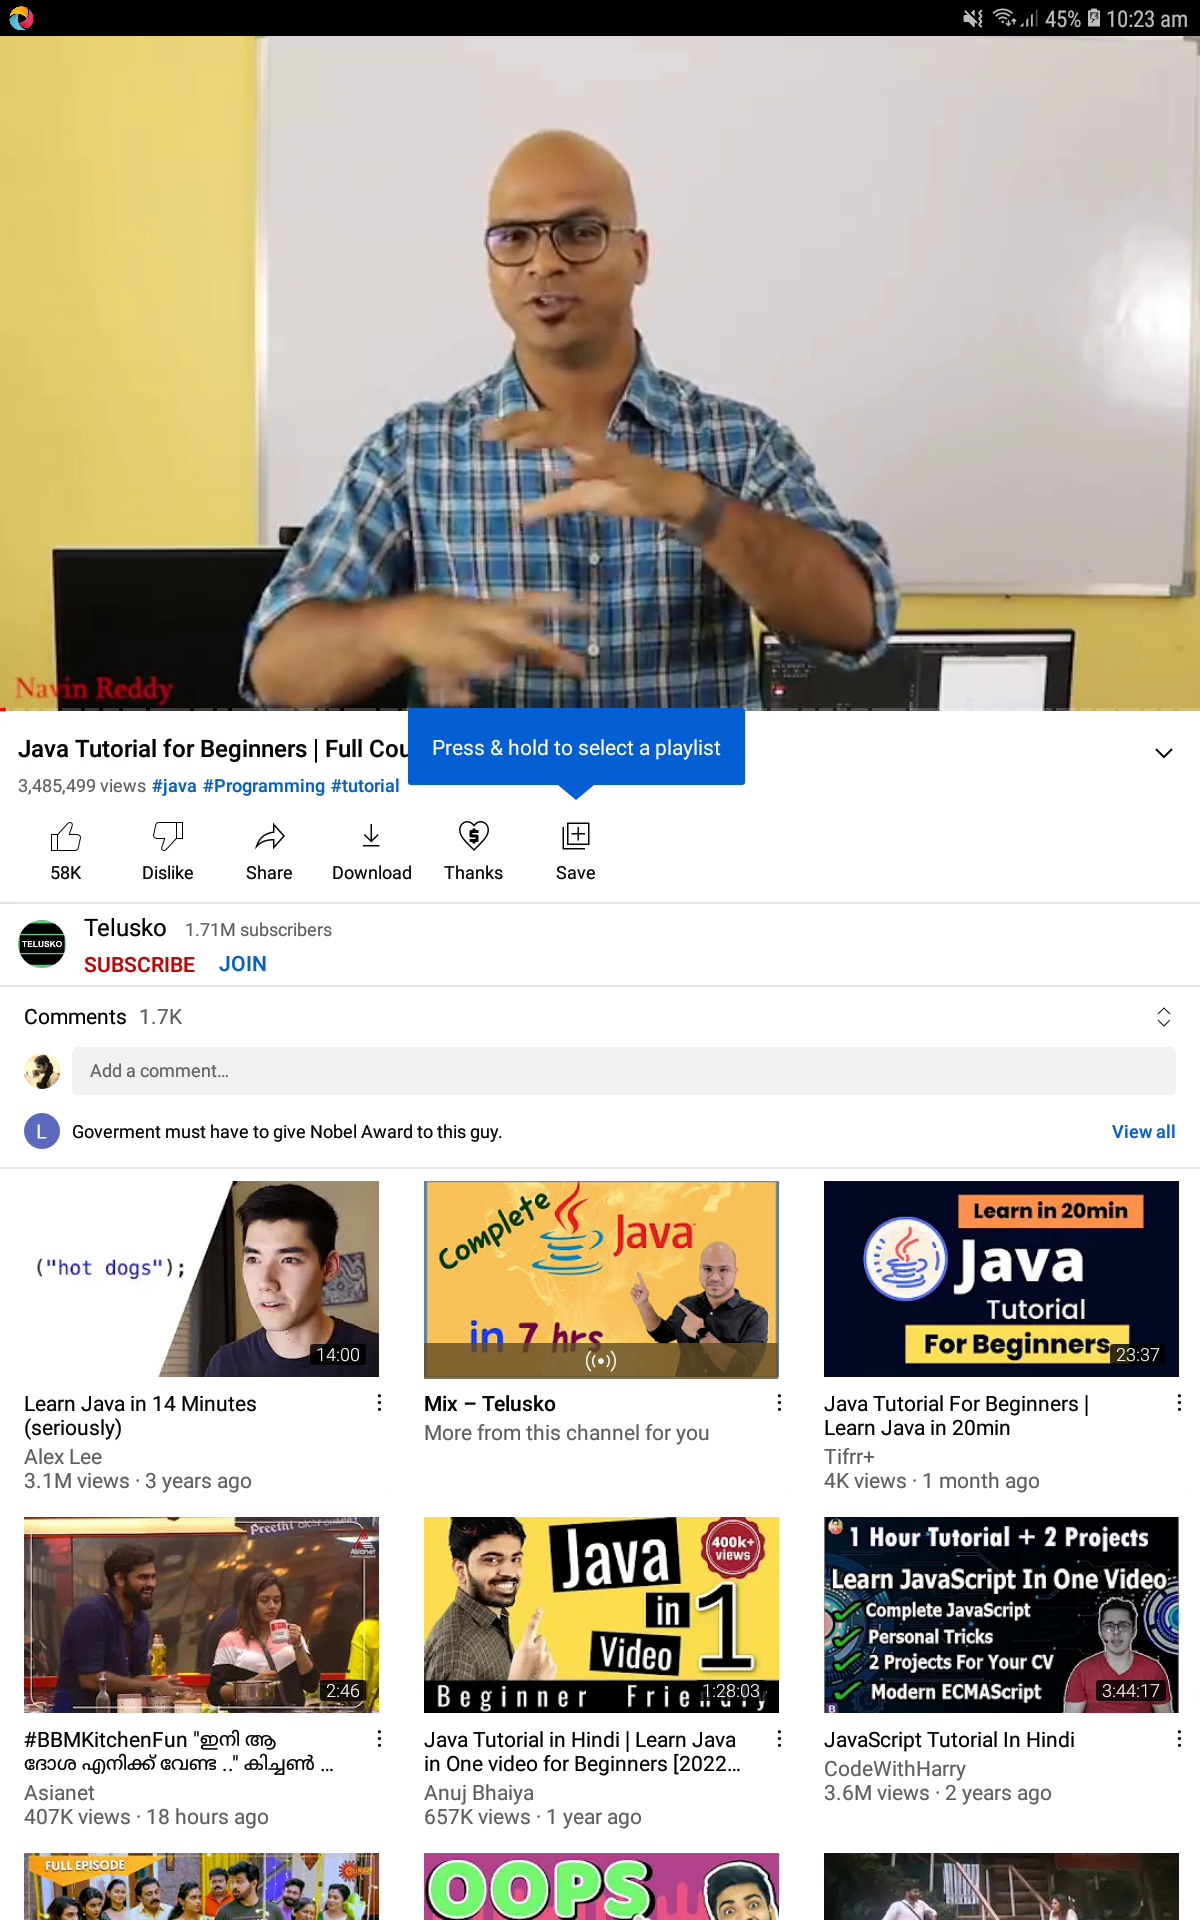 45% 10:23 am
Navin Reddy
Java Tutorial for Beginners | Full Cou
Press & hold to select a playlist
3,485,499 views #java #Programming #tutorial
58K Dislike Share Download Thanks Save
TELUSKO
Telusko 1.71M subscribers
SUBSCRIBE JOIN
Comments 1.7K
Add a comment...
L Goverment must have to give Nobel Award to this guy. View all
("hot dogs");
14:00
Complete Java
in 7 hrs
Learn in 20min
Java
Tutorial
For Beginners
23:37
Learn Java in 14 Minutes
(seriously)
Alex Lee
3.1M views · 3 years ago
Mix – Telusko
More from this channel for you
Java Tutorial For Beginners |
Learn Java in 20min
Tifrr+
4K views · 1 month ago
Preethi
Asianet
2:46
Java
in 1
Video
400k+
views
Beginner Friendly
1:28:03
1 Hour Tutorial + 2 Projects
Learn JavaScript In One Video
Complete JavaScript
Personal Tricks
2 Projects For Your CV
Modern ECMAScript
B
3:44:17
#BBMKitchenFun "ഇനി ആ
ദോശ എനിക്ക് വേണ്ട .." കിച്ചൺ ...
Asianet
407K views · 18 hours ago
Java Tutorial in Hindi | Learn Java
in One video for Beginners [2022...
Anuj Bhaiya
657K views · 1 year ago
JavaScript Tutorial In Hindi
CodeWithHarry
3.6M views · 2 years ago
FULL EPISODE
OOPS